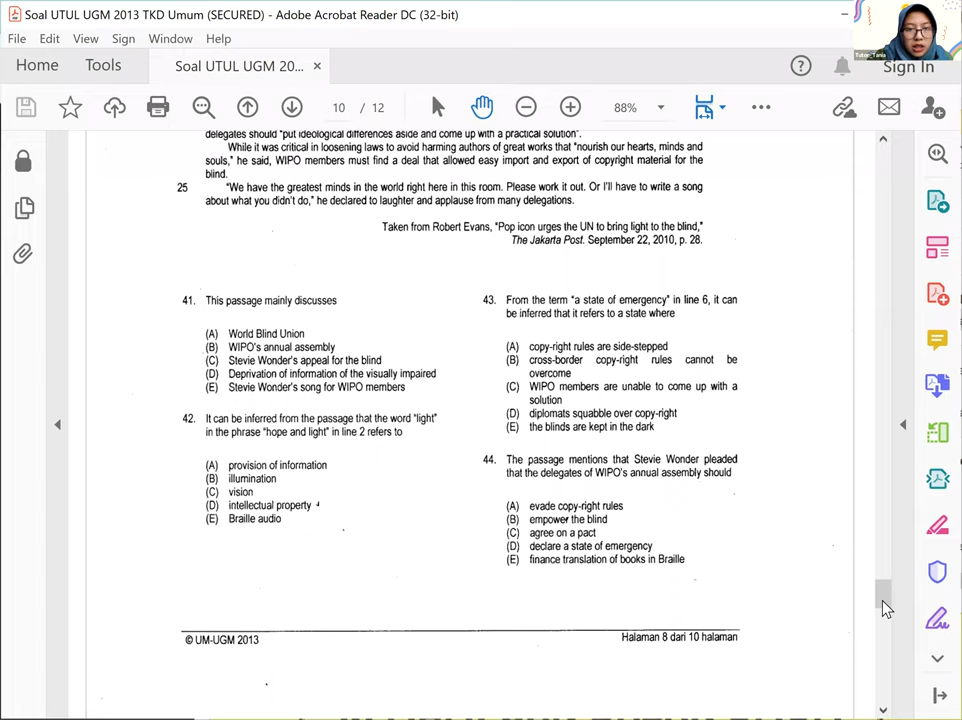 Soal UTUL UGM 2013 TKD Umum (SECURED) - Adobe Acrobat Reader DC (32-bit)
File Edit View Sign Window Help
Home Tools Soal UTUL UGM 20... × Sign In
10 / 12 88%
delegates should "put ideological differences aside and come up with a practical solution".
While it was critical in loosening laws to avoid harming authors of great works that "nourish our hearts, minds and
souls," he said, WIPO members must find a deal that allowed easy import and export of copyright material for the
blind.
25 "We have the greatest minds in the world right here in this room. Please work it out. Or I'll have to write a song
about what you didn't do," he declared to laughter and applause from many delegations.
Taken from Robert Evans, "Pop icon urges the UN to bring light to the blind,"
The Jakarta Post. September 22, 2010, p. 28.
41. This passage mainly discusses
(A) World Blind Union
(B) WIPO's annual assembly
(C) Stevie Wonder's appeal for the blind
(D) Deprivation of information of the visually impaired
(E) Stevie Wonder's song for WIPO members
42. It can be inferred from the passage that the word "light"
in the phrase "hope and light" in line 2 refers to
(A) provision of information
(B) illumination
(C) vision
(D) intellectual property
(E) Braille audio
43. From the term "a state of emergency" in line 6, it can
be inferred that it refers to a state where
(A) copy-right rules are side-stepped
(B) cross-border copy-right rules cannot be
overcome
(C) WIPO members are unable to come up with a
solution
(D) diplomats squabble over copy-right
(E) the blinds are kept in the dark
44. The passage mentions that Stevie Wonder pleaded
that the delegates of WIPO's annual assembly should
(A) evade copy-right rules
(B) empower the blind
(C) agree on a pact
(D) declare a state of emergency
(E) finance translation of books in Braille
© UM-UGM 2013
Halaman 8 dari 10 halaman